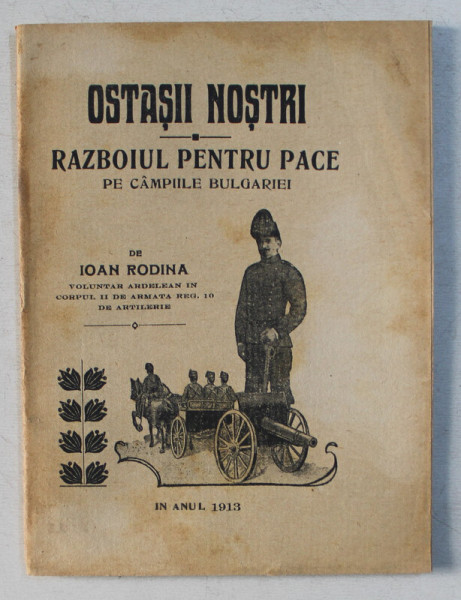 OSTAȘII NOȘTRI
RAZBOIUL PENTRU PACE
PE CÂMPIILE BULGARIEI
DE
IOAN RODINA
VOLUNTAR ARDELEAN IN
CORPUL II DE ARMATA REG. 10
DE ARTILERIE
IN ANUL 1913